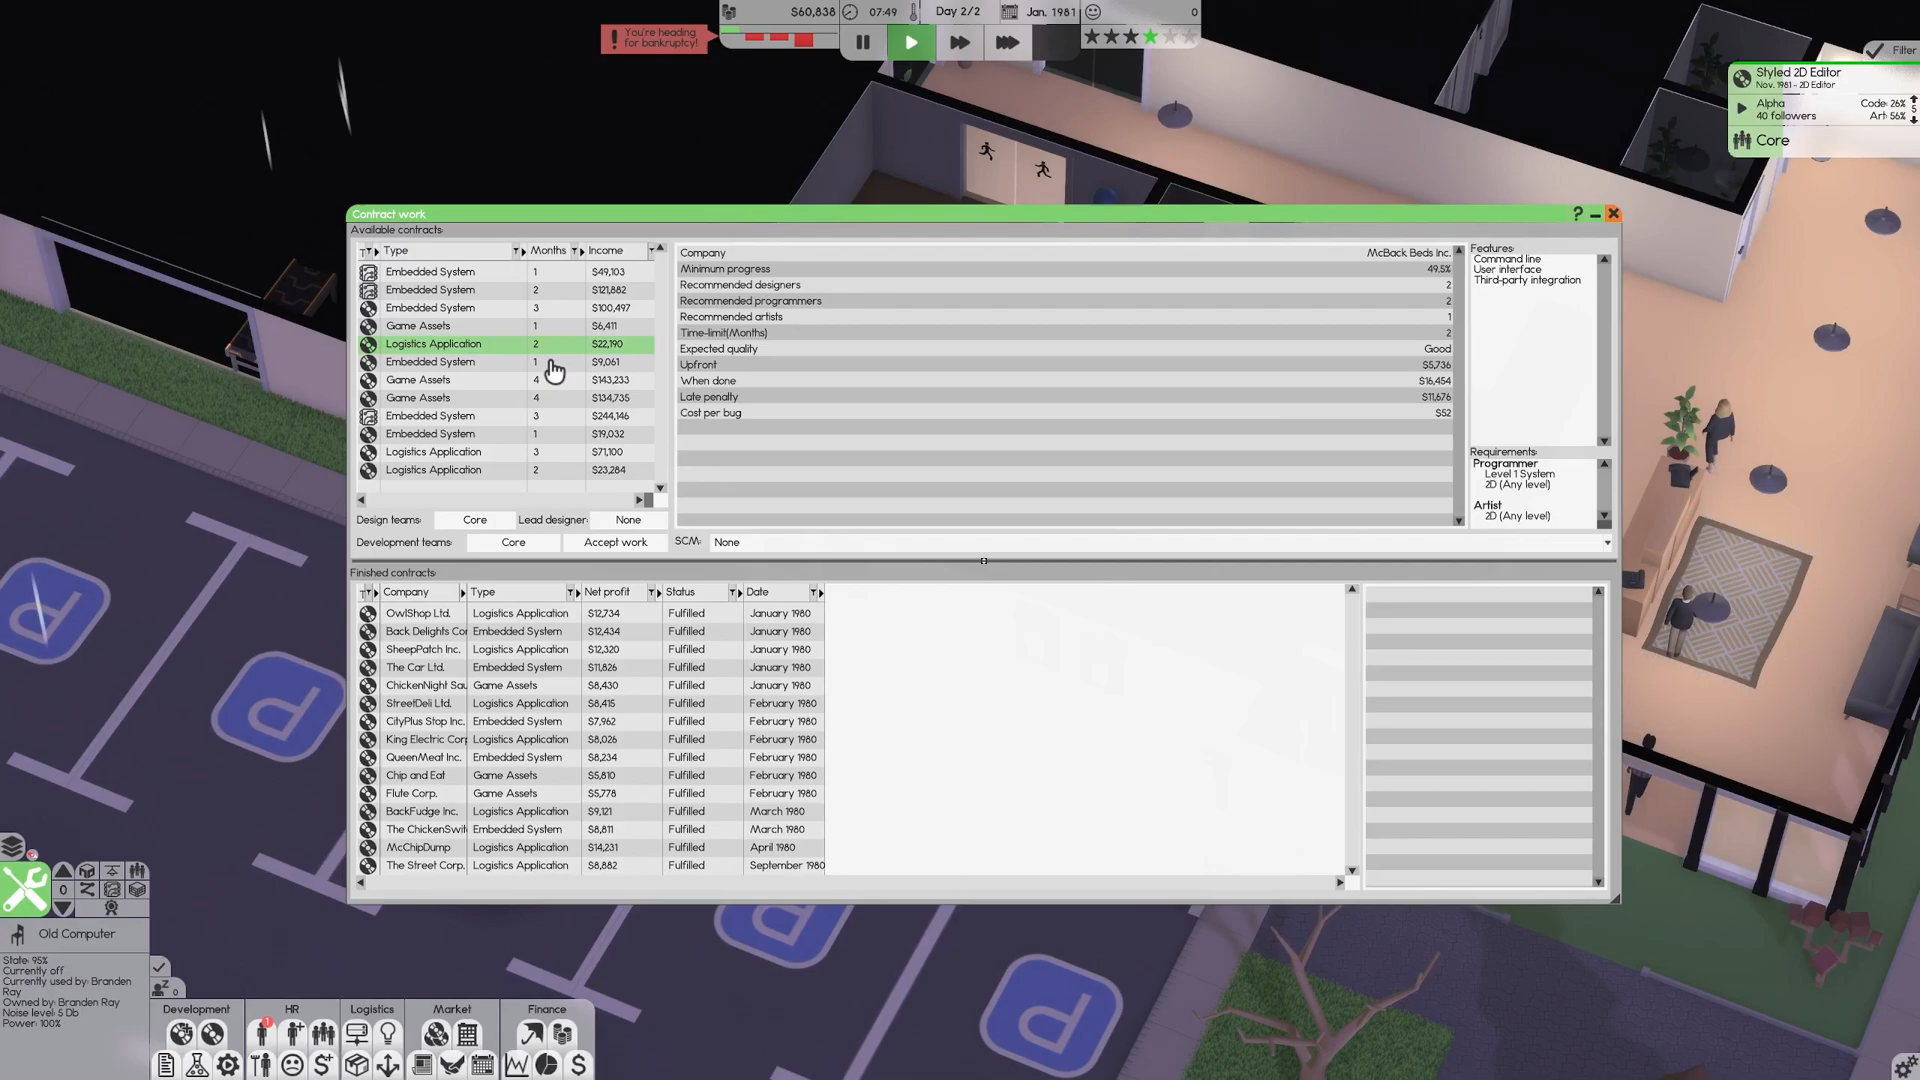 You're heading
for bankruptcy!
$60,838
07:49
Day 2/2
Jan. 1981
0
Filter
Styled 2D Editor
Nov. 1981 - 2D Editor
Alpha
Code: 26%
40 followers
Art: 56%
5
Core
Contract work
?
Available contracts:
Type Months Income
Embedded System 1 $49,103
Embedded System 2 $121,882
Embedded System 3 $100,497
Game Assets 1 $6,411
Logistics Application 2 $22,190
Embedded System 1 $9,061
Game Assets 4 $143,233
Game Assets 4 $134,735
Embedded System 3 $244,146
Embedded System 1 $19,032
Logistics Application 3 $71,100
Logistics Application 2 $23,284
Company McBack Beds Inc.
Minimum progress 49.5%
Recommended designers 2
Recommended programmers 2
Recommended artists 1
Time-limit(Months) 2
Expected quality Good
Upfront $5,736
When done $16,454
Late penalty $11,676
Cost per bug $52
Features:
Command line
User interface
Third-party integration
Requirements:
Programmer
Level 1 System
2D (Any level)
Artist
2D (Any level)
Design teams: Core Lead designer: None
Development teams: Core Accept work SCM: None
Finished contracts:
Company Type Net profit Status Date
OwlShop Ltd. Logistics Application $12,734 Fulfilled January 1980
Back Delights Cor Embedded System $12,434 Fulfilled January 1980
SheepPatch Inc. Logistics Application $12,320 Fulfilled January 1980
The Car Ltd. Embedded System $11,826 Fulfilled January 1980
ChickenNight Sau Game Assets $8,430 Fulfilled January 1980
StreetDeli Ltd. Logistics Application $8,415 Fulfilled February 1980
CityPlus Stop Inc. Embedded System $7,962 Fulfilled February 1980
King Electric Corp Logistics Application $8,026 Fulfilled February 1980
QueenMeat Inc. Embedded System $8,234 Fulfilled February 1980
Chip and Eat Game Assets $5,810 Fulfilled February 1980
Flute Corp. Game Assets $5,778 Fulfilled February 1980
BackFudge Inc. Logistics Application $9,121 Fulfilled March 1980
The ChickenSwit Embedded System $8,811 Fulfilled March 1980
McChipDump Logistics Application $14,231 Fulfilled April 1980
The Street Corp. Logistics Application $8,882 Fulfilled September 1980
0
Old Computer
State: 95%
Currently off
Currently used by: Branden
Ray
Owned by: Branden Ray
Noise level: 5 Db
Power: 100%
0
Development HR Logistics Market Finance
1
P
P
P
P